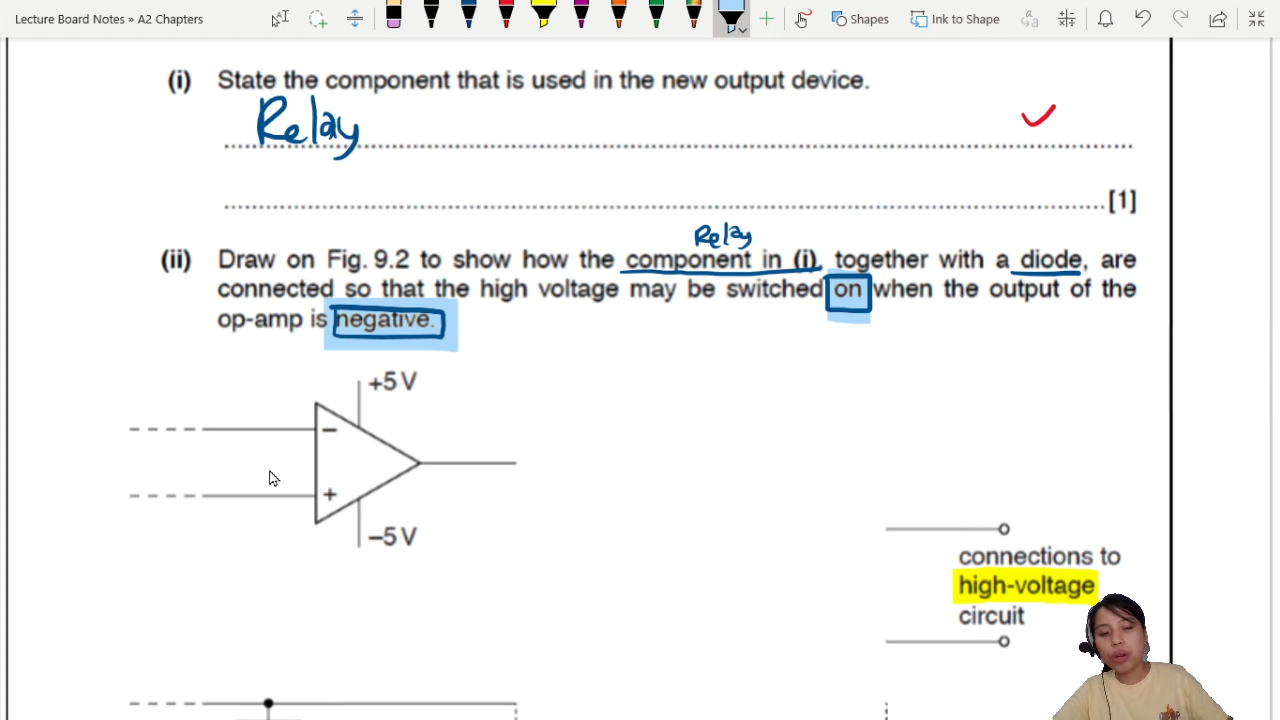 Lecture Board Notes » A2 Chapters
Shapes
Ink to Shape
(i) State the component that is used in the new output device.
Relay
[1]
Relay
(ii) Draw on Fig. 9.2 to show how the component in (i), together with a diode, are
connected so that the high voltage may be switched on when the output of the
op-amp is negative.
+5 V
−
+
–5 V
connections to
high-voltage
circuit